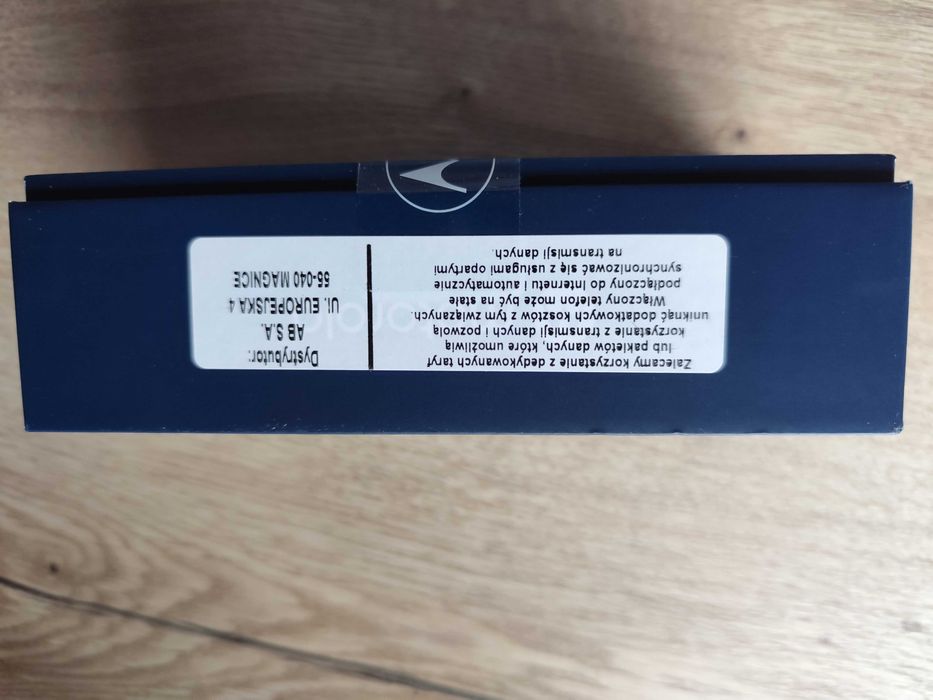 Zalecamy korzystanie z dedykowanych taryf
lub pakietów danych, które umożliwią
korzystanie z transmisji danych i pozwolą
uniknąć dodatkowych kosztów z tym związanych.
Włączony telefon może być na stałe
podłączony do Internetu i automatycznie
synchronizować się z usługami opartymi
na transmisji danych.
Dystrybutor:
AB S.A.
Ul. EUROPEJSKA 4
55-040 MAGNICE